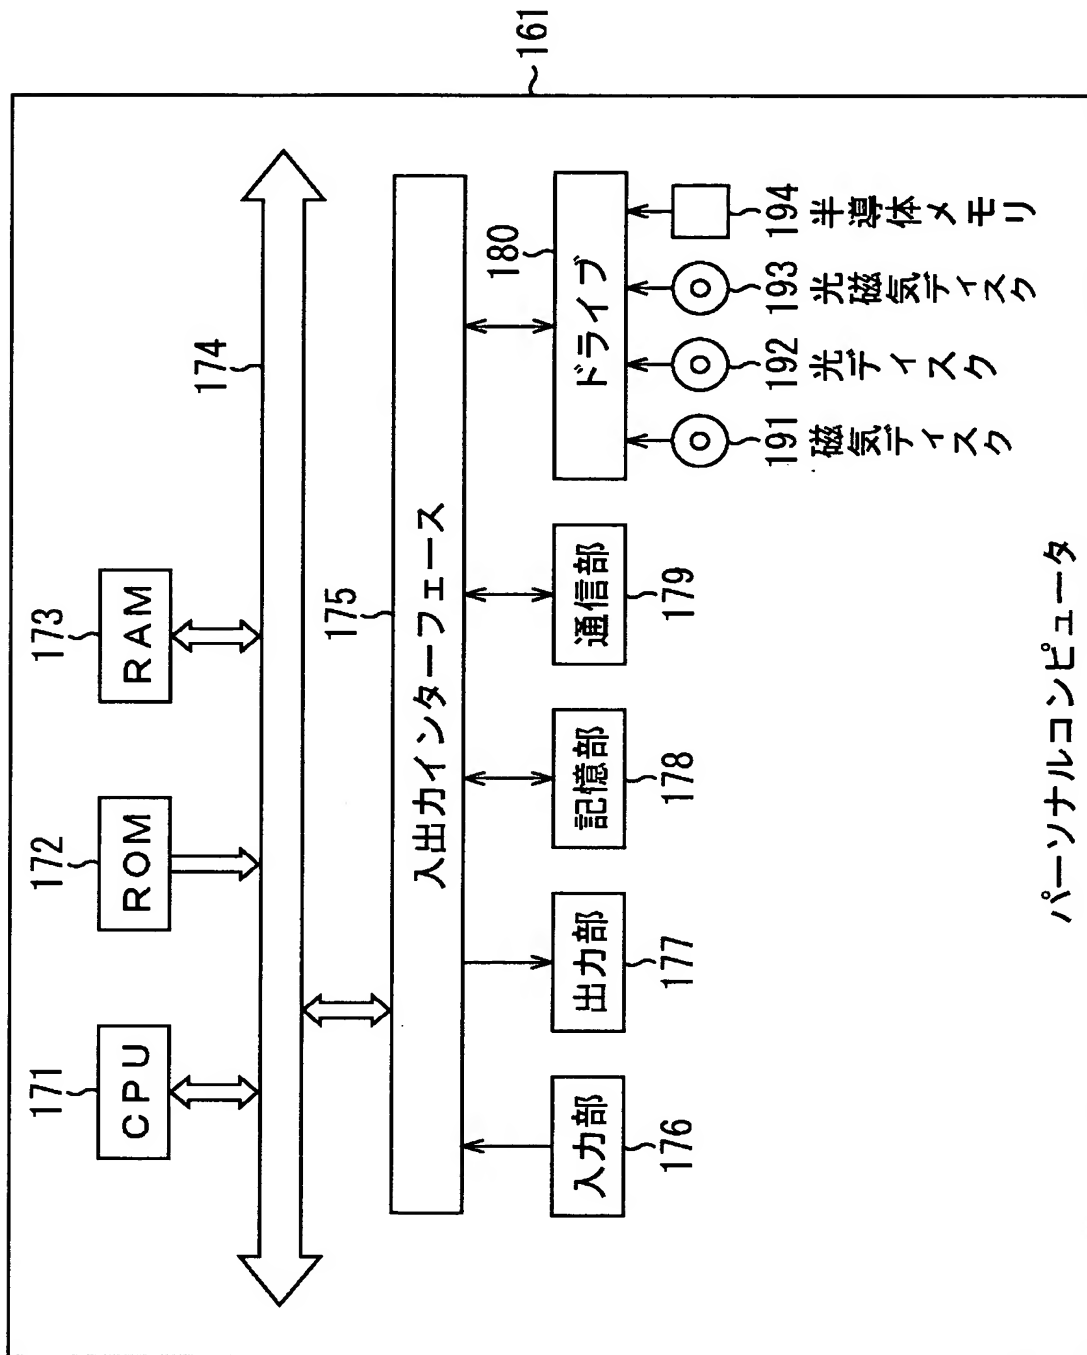 161
171
CPU
172
ROM
173
RAM
174
175
入出力インターフェース
176
入力部
177
出力部
178
記憶部
179
通信部
180
ドライブ
191
磁気ディスク
192
光ディスク
193
光磁気ディスク
194
半導体メモリ
パーソナルコンピュータ